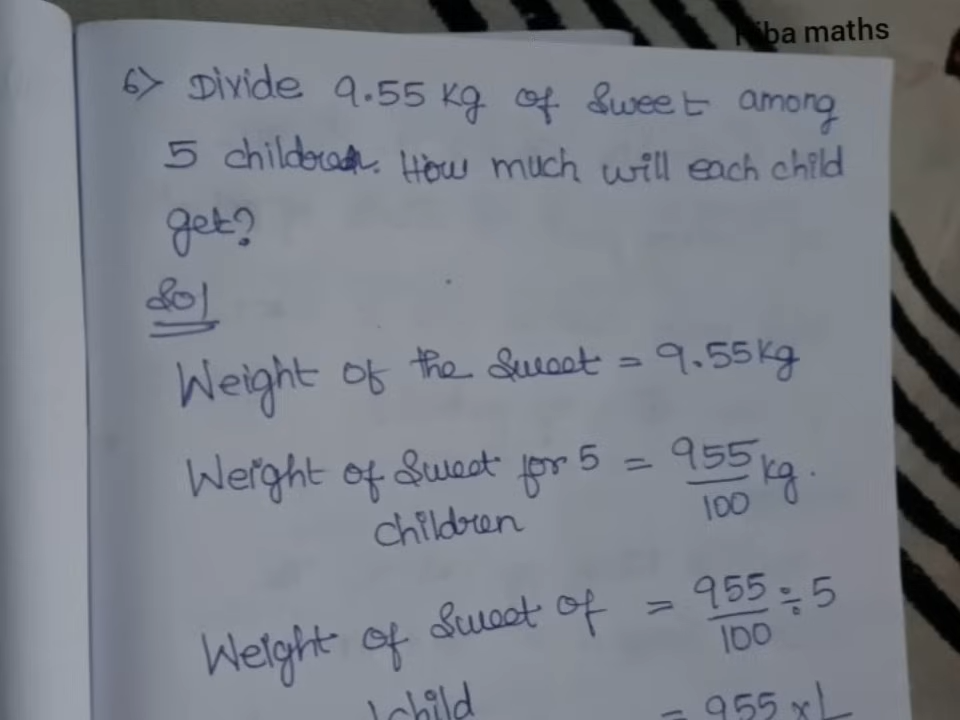 ba maths
6> Divide 9.55 kg of Sweet among
5 children. How much will each child
get?
Sol
Weight of the Sweet = 9.55kg
Weight of Sweet for 5 = 955/100 kg.
children
Weight of Sweet of = 955/100 ÷ 5
1 child
= 955 × 1